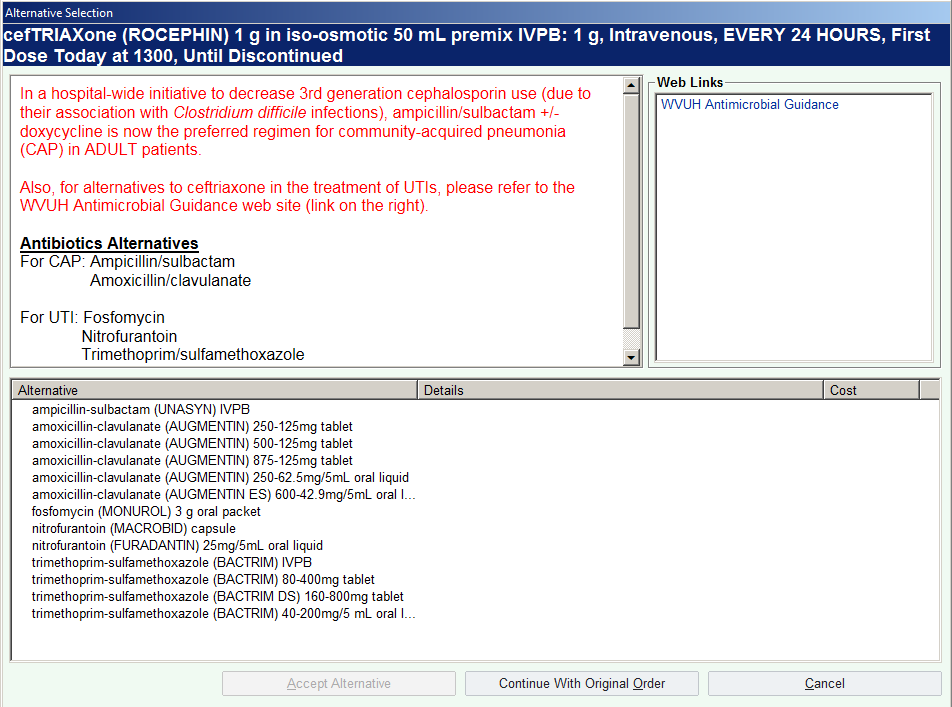 Alternative Selection
cefTRIAXone (ROCEPHIN) 1 g in iso-osmotic 50 mL premix IVPB: 1 g, Intravenous, EVERY 24 HOURS, First
Dose Today at 1300, Until Discontinued
In a hospital-wide initiative to decrease 3rd generation cephalosporin use (due to
their association with Clostridium difficile infections), ampicillin/sulbactam +/-
doxycycline is now the preferred regimen for community-acquired pneumonia
(CAP) in ADULT patients.
Also, for alternatives to ceftriaxone in the treatment of UTIs, please refer to the
WVUH Antimicrobial Guidance web site (link on the right).
Antibiotics Alternatives
For CAP: Ampicillin/sulbactam
Amoxicillin/clavulanate
For UTI: Fosfomycin
Nitrofurantoin
Trimethoprim/sulfamethoxazole
Web Links
WVUH Antimicrobial Guidance
Alternative Details Cost
ampicillin-sulbactam (UNASYN) IVPB
amoxicillin-clavulanate (AUGMENTIN) 250-125mg tablet
amoxicillin-clavulanate (AUGMENTIN) 500-125mg tablet
amoxicillin-clavulanate (AUGMENTIN) 875-125mg tablet
amoxicillin-clavulanate (AUGMENTIN) 250-62.5mg/5mL oral liquid
amoxicillin-clavulanate (AUGMENTIN ES) 600-42.9mg/5mL oral l...
fosfomycin (MONUROL) 3 g oral packet
nitrofurantoin (MACROBID) capsule
nitrofurantoin (FURADANTIN) 25mg/5mL oral liquid
trimethoprim-sulfamethoxazole (BACTRIM) IVPB
trimethoprim-sulfamethoxazole (BACTRIM) 80-400mg tablet
trimethoprim-sulfamethoxazole (BACTRIM DS) 160-800mg tablet
trimethoprim-sulfamethoxazole (BACTRIM) 40-200mg/5 mL oral l...
Accept Alternative
Continue With Original Order
Cancel